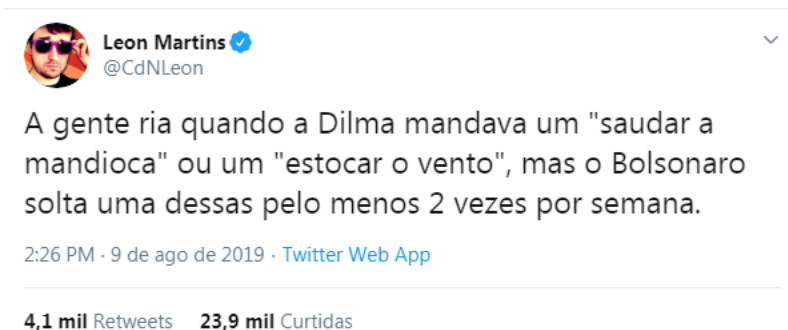 Leon Martins
@CdNLeon
A gente ria quando a Dilma mandava um "saudar a
mandioca" ou um "estocar o vento", mas o Bolsonaro
solta uma dessas pelo menos 2 vezes por semana.
2:26 PM · 9 de ago de 2019 · Twitter Web App
4,1 mil Retweets 23,9 mil Curtidas